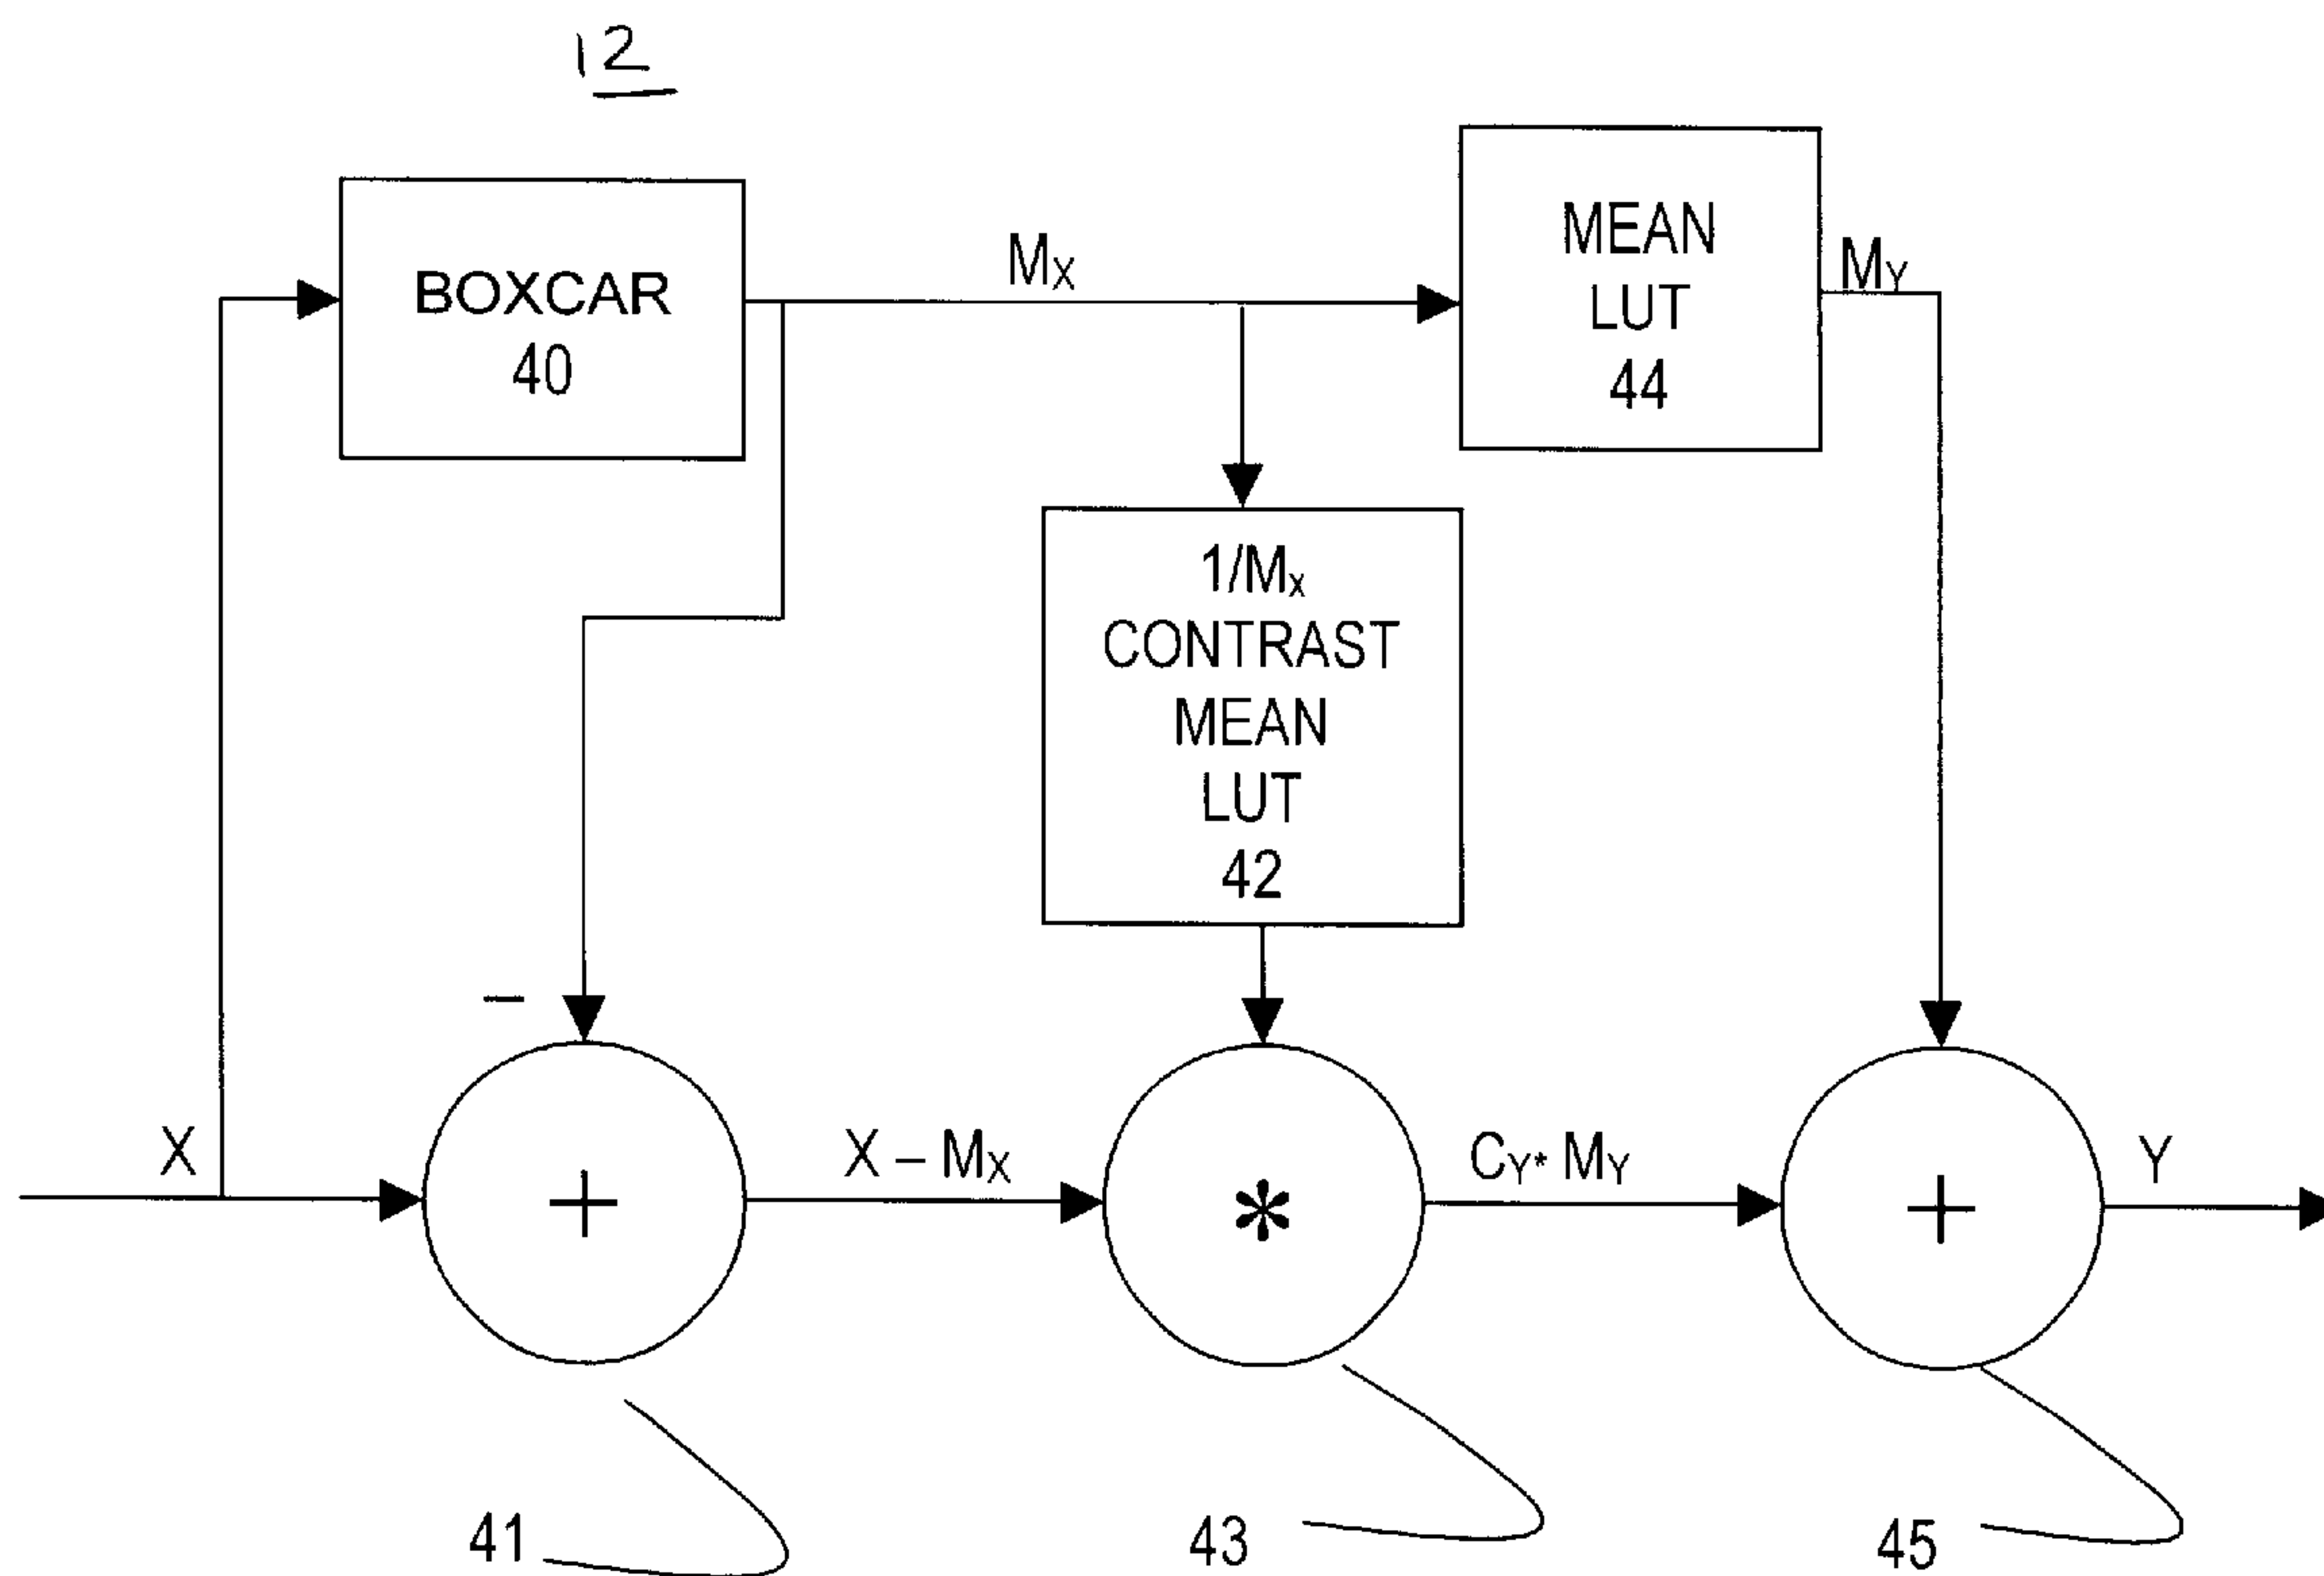 12
BOXCAR
40
Mx
MEAN
LUT
44
MY
1/Mx
CONTRAST
MEAN
LUT
42
–
X
+
X – MX
*
CY* MY
+
Y
41
43
45